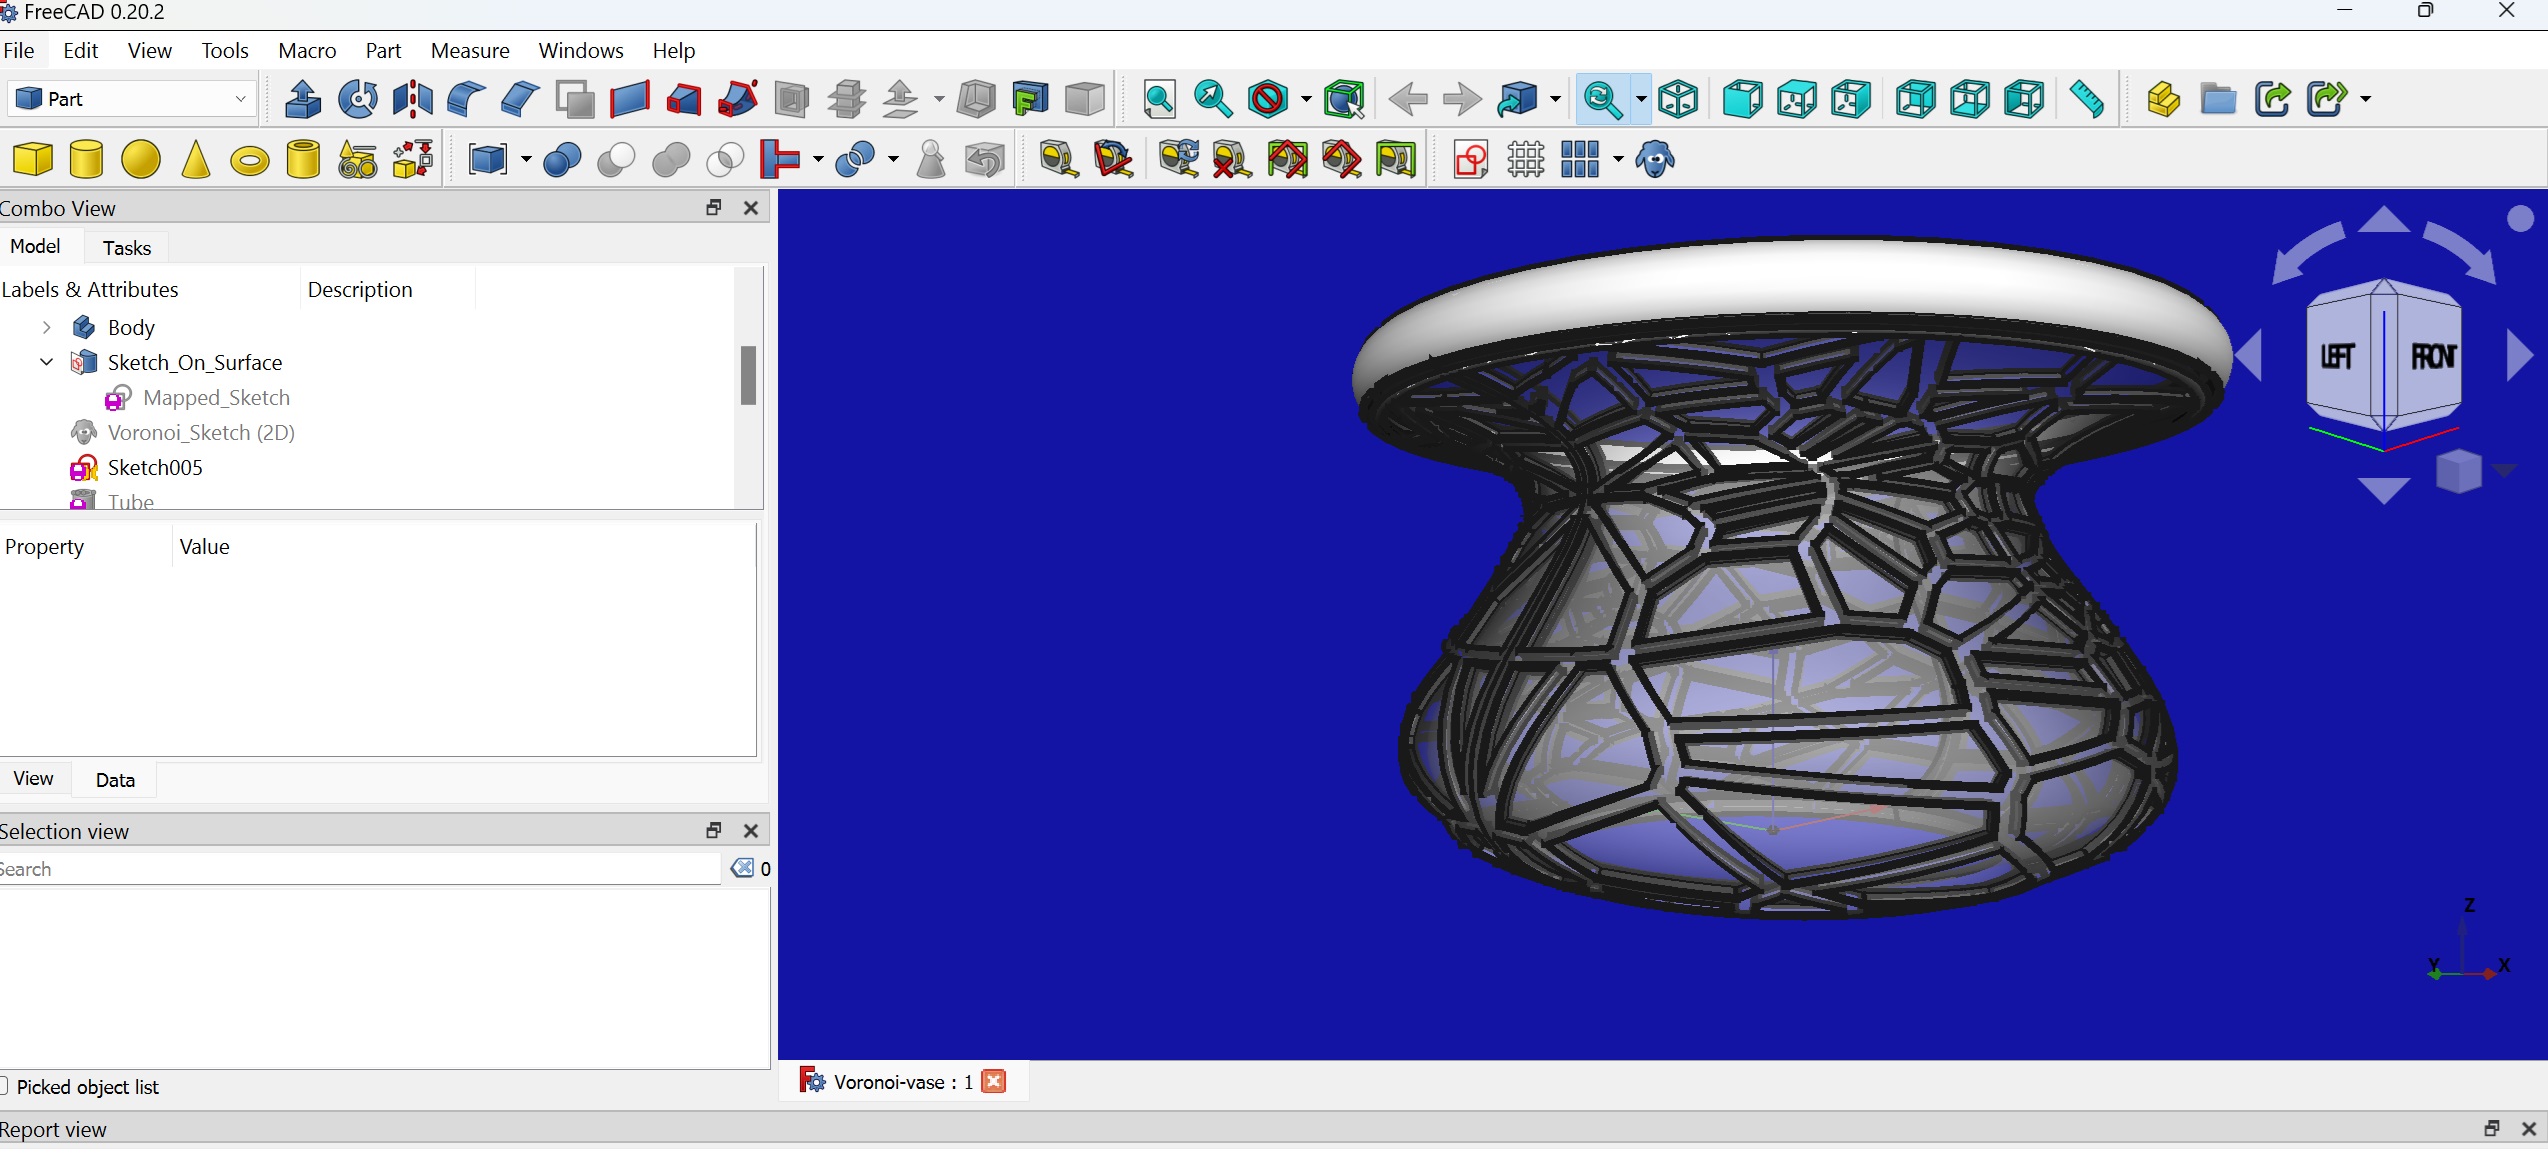 FreeCAD 0.20.2
File Edit View Tools Macro Part Measure Windows Help
Part
Combo View
Model Tasks
Labels & Attributes Description
Body
Sketch_On_Surface
Mapped_Sketch
Voronoi_Sketch (2D)
Sketch005
Tube
Property Value
View Data
Selection view
Search
0
Picked object list
LEFT FRONT
Z
Y X
Voronoi-vase : 1
Report view